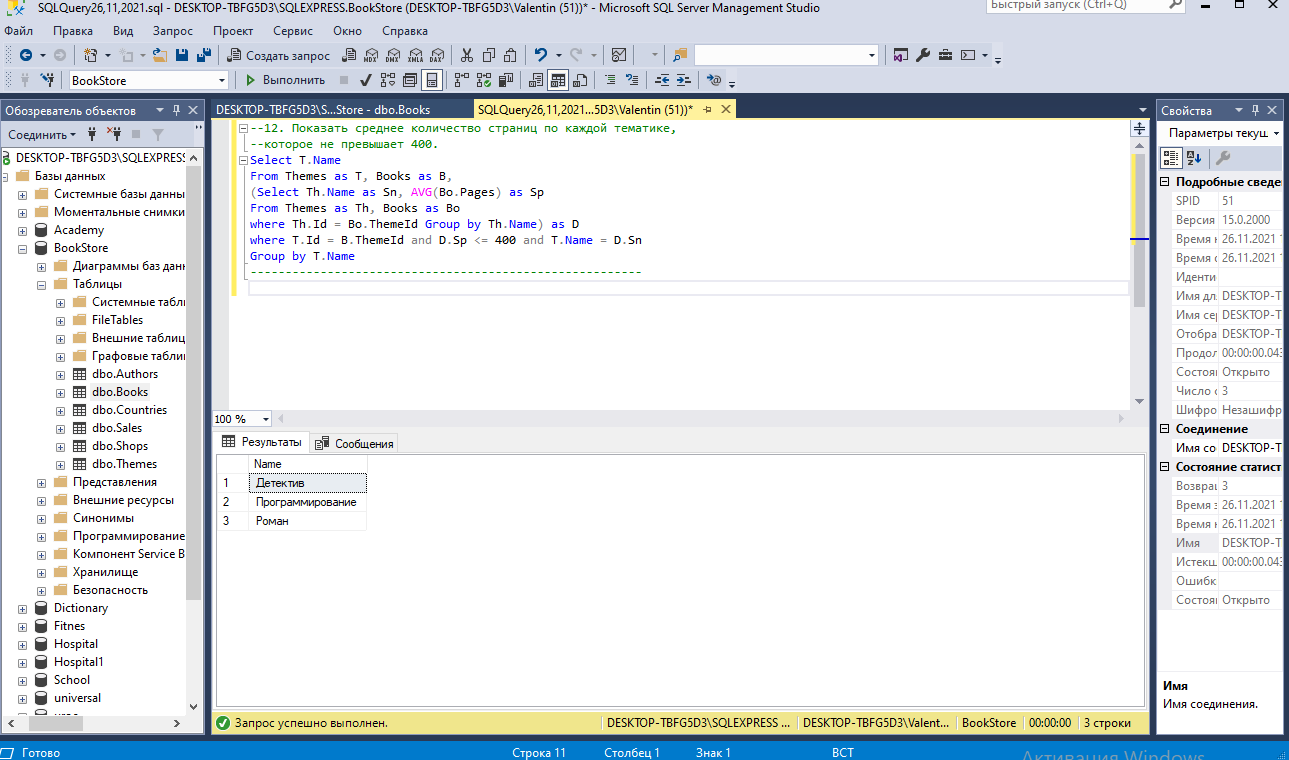 SQLQuery26,11,2021.sql - DESKTOP-TBFG5D3\SQLEXPRESS.BookStore (DESKTOP-TBFG5D3\Valentin (51))* - Microsoft SQL Server Management Studio
Быстрый запуск (Ctrl+Q)
Файл Правка Вид Запрос Проект Сервис Окно Справка
Создать запрос MDX DMX XMLA DAX
BookStore Выполнить
Обозреватель объектов
Соединить
DESKTOP-TBFG5D3\SQLEXPRESS
Базы данных
Системные базы данны
Моментальные снимки
Academy
BookStore
Диаграммы баз данн
Таблицы
Системные табли
FileTables
Внешние таблиц
Графовые таблиц
dbo.Authors
dbo.Books
dbo.Countries
dbo.Sales
dbo.Shops
dbo.Themes
Представления
Внешние ресурсы
Синонимы
Программирование
Компонент Service B
Хранилище
Безопасность
Dictionary
Fitnes
Hospital
Hospital1
School
universal
DESKTOP-TBFG5D3\S...Store - dbo.Books
SQLQuery26,11,2021...5D3\Valentin (51))*
--12. Показать среднее количество страниц по каждой тематике,
--которое не превышает 400.
Select T.Name
From Themes as T, Books as B,
(Select Th.Name as Sn, AVG(Bo.Pages) as Sp
From Themes as Th, Books as Bo
where Th.Id = Bo.ThemeId Group by Th.Name) as D
where T.Id = B.ThemeId and D.Sp <= 400 and T.Name = D.Sn
Group by T.Name
------------------------------------------------------
100 %
Результаты Сообщения
Name
1 Детектив
2 Программирование
3 Роман
Запрос успешно выполнен.
DESKTOP-TBFG5D3\SQLEXPRESS ... DESKTOP-TBFG5D3\Valent... BookStore 00:00:00 3 строки
Свойства
Параметры текущ
Подробные сведе
SPID 51
Версия 15.0.2000
Время 26.11.2021
Время 26.11.2021
Иденти
Имя дл DESKTOP-T
Имя сер DESKTOP-T
Отобра DESKTOP-T
Продол 00:00:00.043
Состоя Открыто
Число 3
Шифро Незашифр
Соединение
Имя со DESKTOP-T
Состояние статист
Возвра 3
Время 26.11.2021
Время 26.11.2021
Имя DESKTOP-T
Истекш 00:00:00.043
Ошибк
Состоя Открыто
Имя
Имя соединения.
Готово Строка 11 Столбец 1 Знак 1 ВСТ
Активация Windows